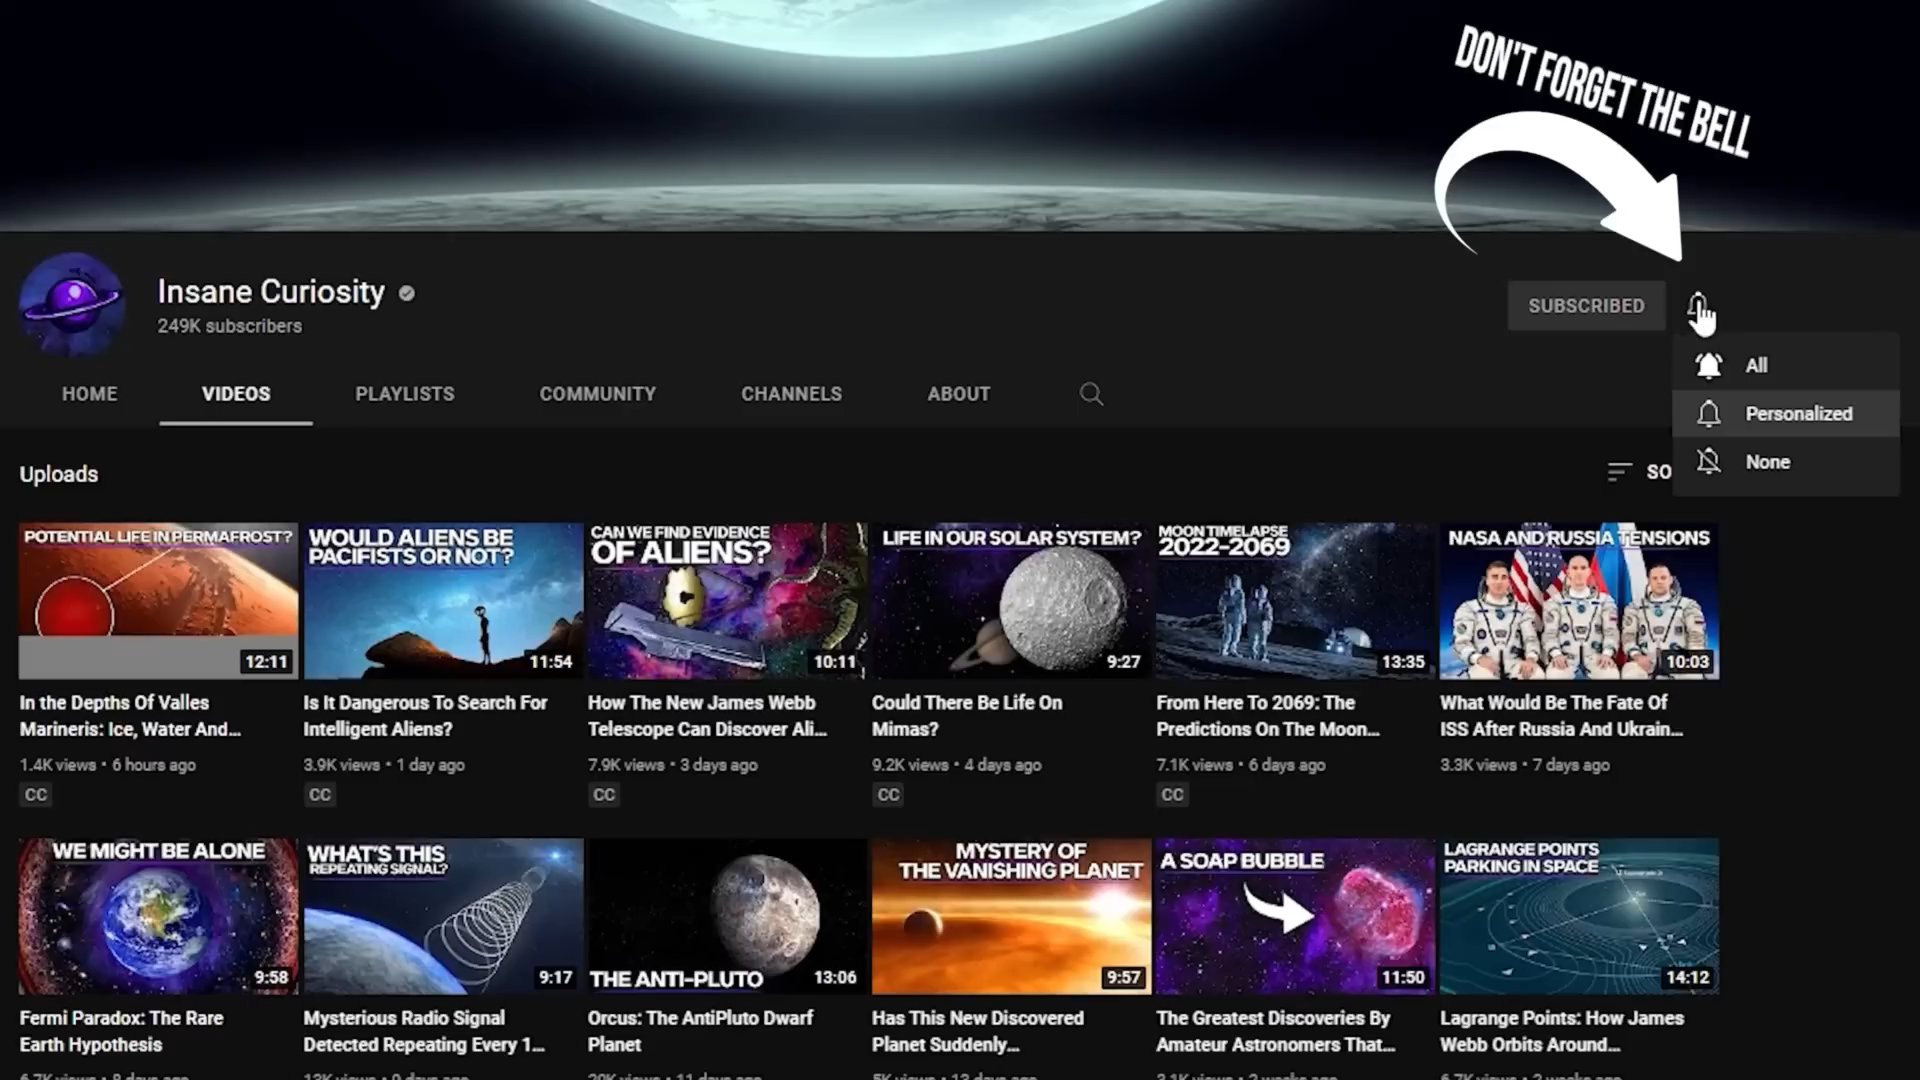 DON'T FORGET THE BELL
Insane Curiosity
249K subscribers
SUBSCRIBED
All
Personalized
None
HOME
VIDEOS
PLAYLISTS
COMMUNITY
CHANNELS
ABOUT
Uploads
SO
POTENTIAL LIFE IN PERMAFROST?
12:11
WOULD ALIENS BE
PACIFISTS OR NOT?
11:54
CAN WE FIND EVIDENCE
OF ALIENS?
10:11
LIFE IN OUR SOLAR SYSTEM?
9:27
MOON TIMELAPSE
2022-2069
13:35
NASA AND RUSSIA TENSIONS
10:03
In the Depths Of Valles
Marineris: Ice, Water And...
1.4K views • 6 hours ago
CC
Is It Dangerous To Search For
Intelligent Aliens?
3.9K views • 1 day ago
CC
How The New James Webb
Telescope Can Discover Ali...
7.9K views • 3 days ago
CC
Could There Be Life On
Mimas?
9.2K views • 4 days ago
CC
From Here To 2069: The
Predictions On The Moon...
7.1K views • 6 days ago
CC
What Would Be The Fate Of
ISS After Russia And Ukrain...
3.3K views • 7 days ago
WE MIGHT BE ALONE
9:58
WHAT'S THIS
REPEATING SIGNAL?
9:17
THE ANTI-PLUTO
13:06
MYSTERY OF
THE VANISHING PLANET
9:57
A SOAP BUBBLE
11:50
LAGRANGE POINTS
PARKING IN SPACE
14:12
Fermi Paradox: The Rare
Earth Hypothesis
Mysterious Radio Signal
Detected Repeating Every 1...
Orcus: The AntiPluto Dwarf
Planet
Has This New Discovered
Planet Suddenly...
The Greatest Discoveries By
Amateur Astronomers That...
Lagrange Points: How James
Webb Orbits Around...